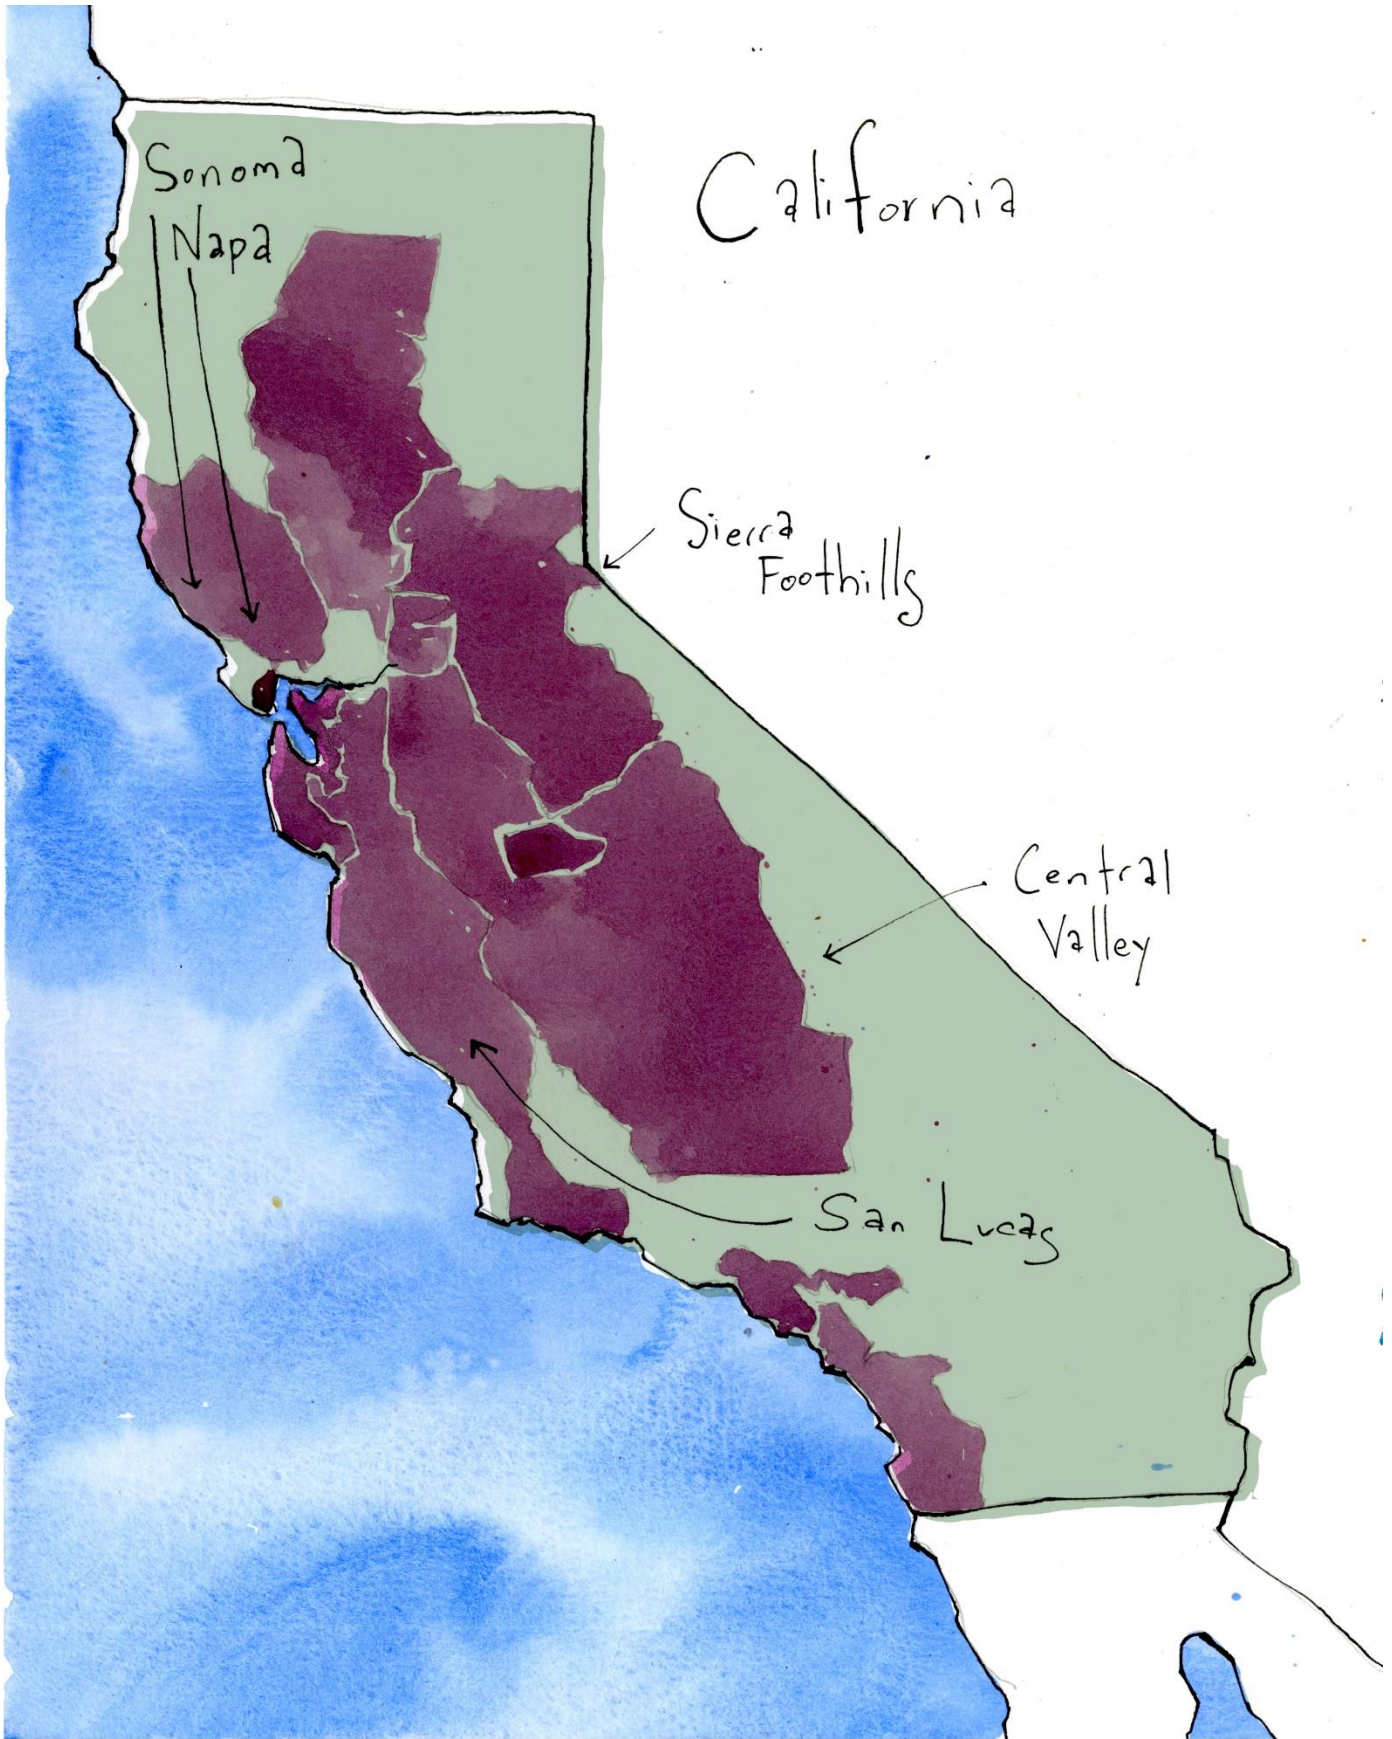 Sonoma
Napa
California
Sierra
Foothills
Central
Valley
San Lucas